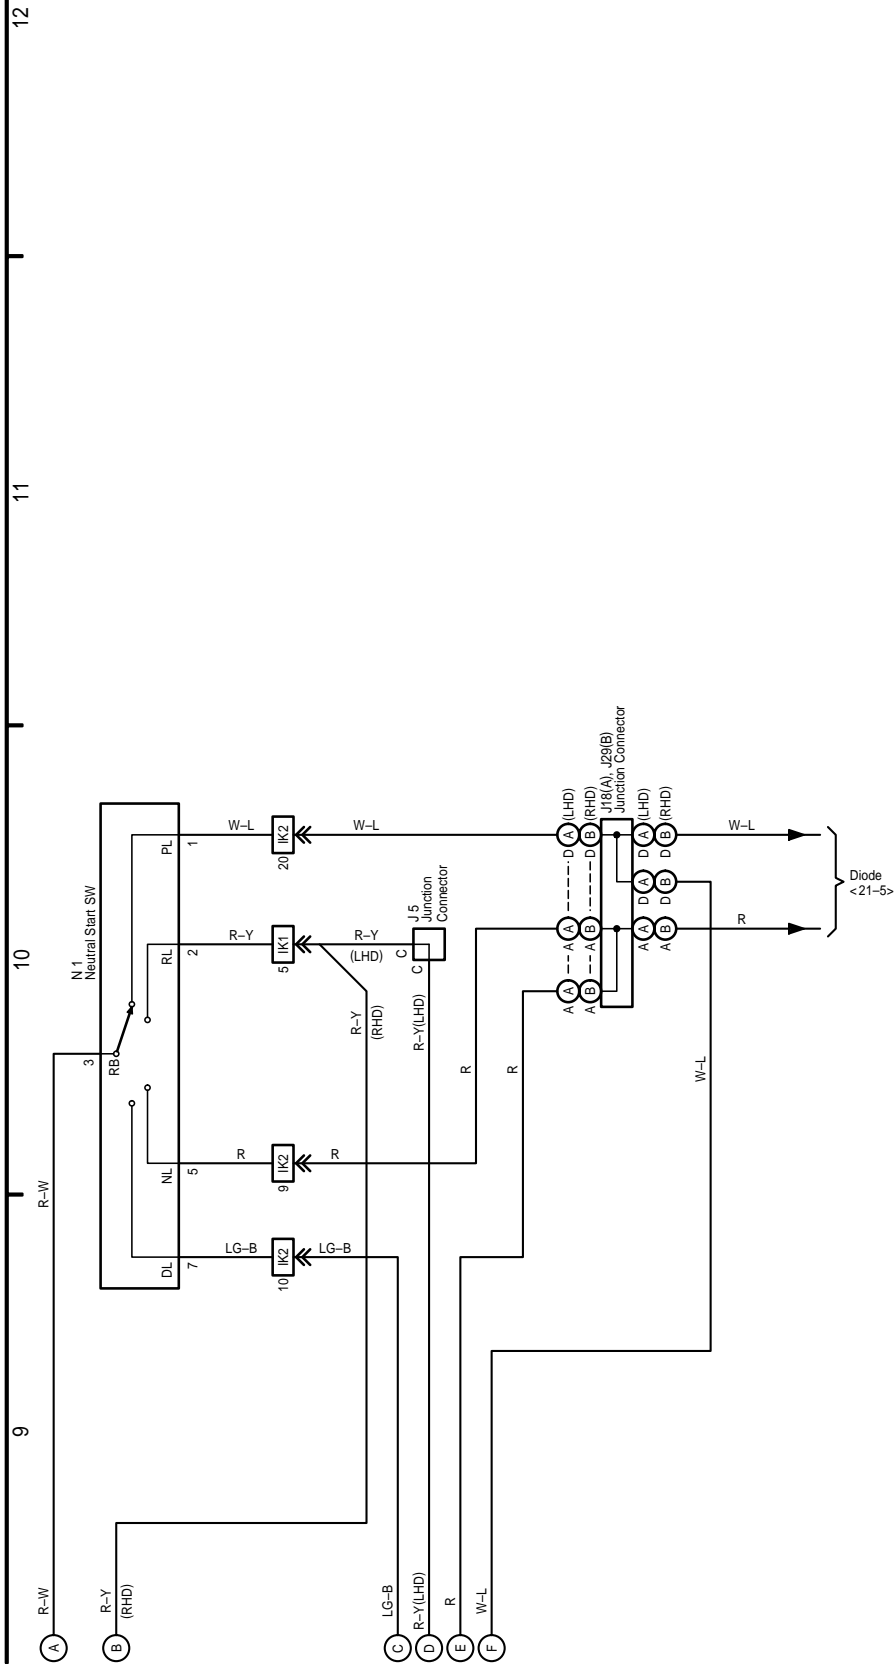 9
10
11
12
N 1
Neutral Start SW
DL
NL
RB
RL
PL
7
5
3
2
1
R–W
R–W
A
R–Y
(RHD)
B
LG–B
R
R–Y
W–L
10
IK2
9
IK2
5
IK1
20
IK2
LG–B
R
R–Y
(LHD)
W–L
R–Y
(RHD)
LG–B
C
R–Y(LHD)
D
R–Y(LHD)
C
C
J 5
Junction
Connector
R
E
R
R
W–L
F
W–L
A
A
A
A
D
A
(LHD)
A
B
A
B
D
B
(RHD)
J18(A), J29(B)
Junction Connector
A
A
D
A
D
A
(LHD)
A
B
D
B
D
B
(RHD)
R
W–L
Diode
<21–5>